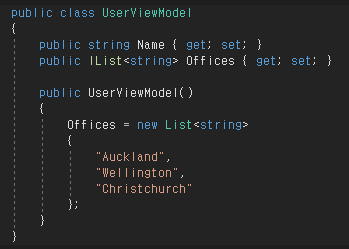 public class UserViewModel
{
public string Name { get; set; }
public IList<string> Offices { get; set; }
public UserViewModel()
{
Offices = new List<string>
{
"Auckland",
"Wellington",
"Christchurch"
};
}
}